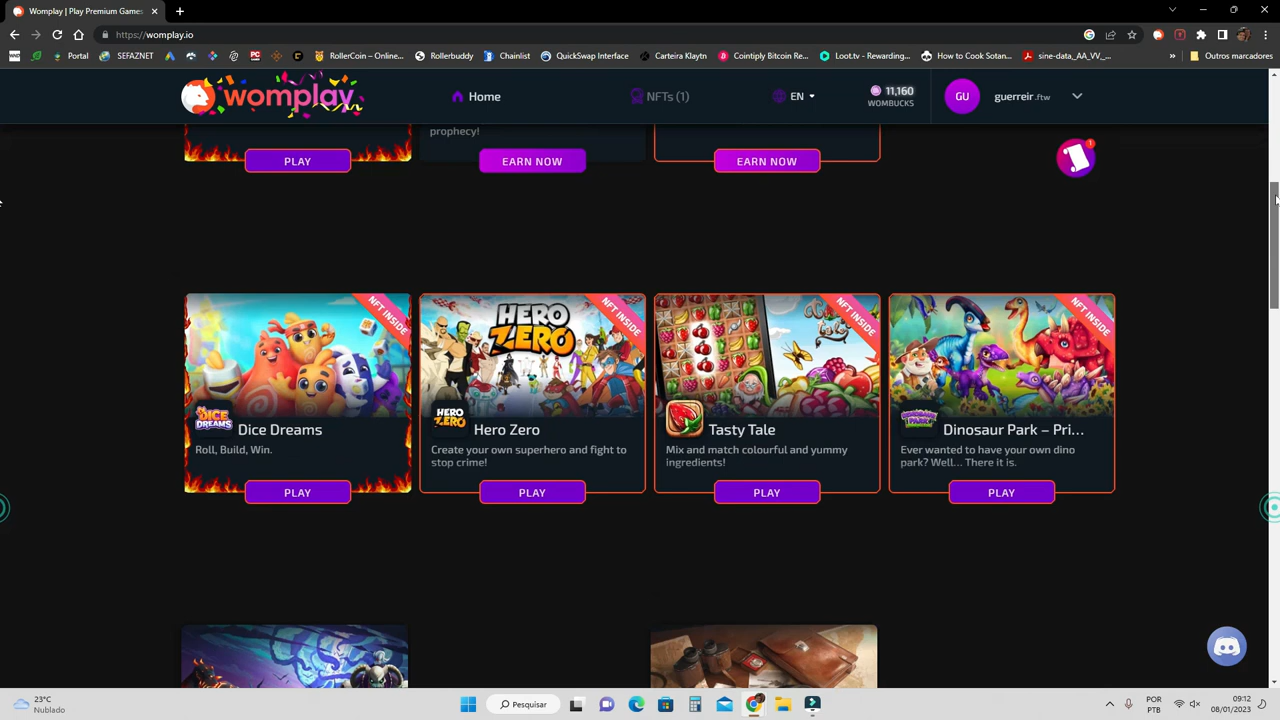 Womplay | Play Premium Games
https://womplay.io
Portal
SEFAZNET
RollerCoin – Online...
Rollerbuddy
Chainlist
QuickSwap Interface
Carteira Klaytn
Cointiply Bitcoin Re...
Loot.tv - Rewarding...
How to Cook Sotan...
sine-data_AA_VV_...
»
Outros marcadores
womplay
Home
NFTs (1)
EN
11,160
WOMBUCKS
GU
guerreir.ftw
prophecy!
PLAY
EARN NOW
EARN NOW
1
NFT INSIDE
HERO ZERO
NFT INSIDE
NFT INSIDE
NFT INSIDE
DICE DREAMS
Dice Dreams
Roll, Build, Win.
PLAY
HERO ZERO
Hero Zero
Create your own superhero and fight to
stop crime!
PLAY
Tasty Tale
Mix and match colourful and yummy
ingredients!
PLAY
Dinosaur Park – Pri...
Ever wanted to have your own dino
park? Well... There it is.
PLAY
23°C
Nublado
Pesquisar
POR
PTB
09:12
08/01/2023